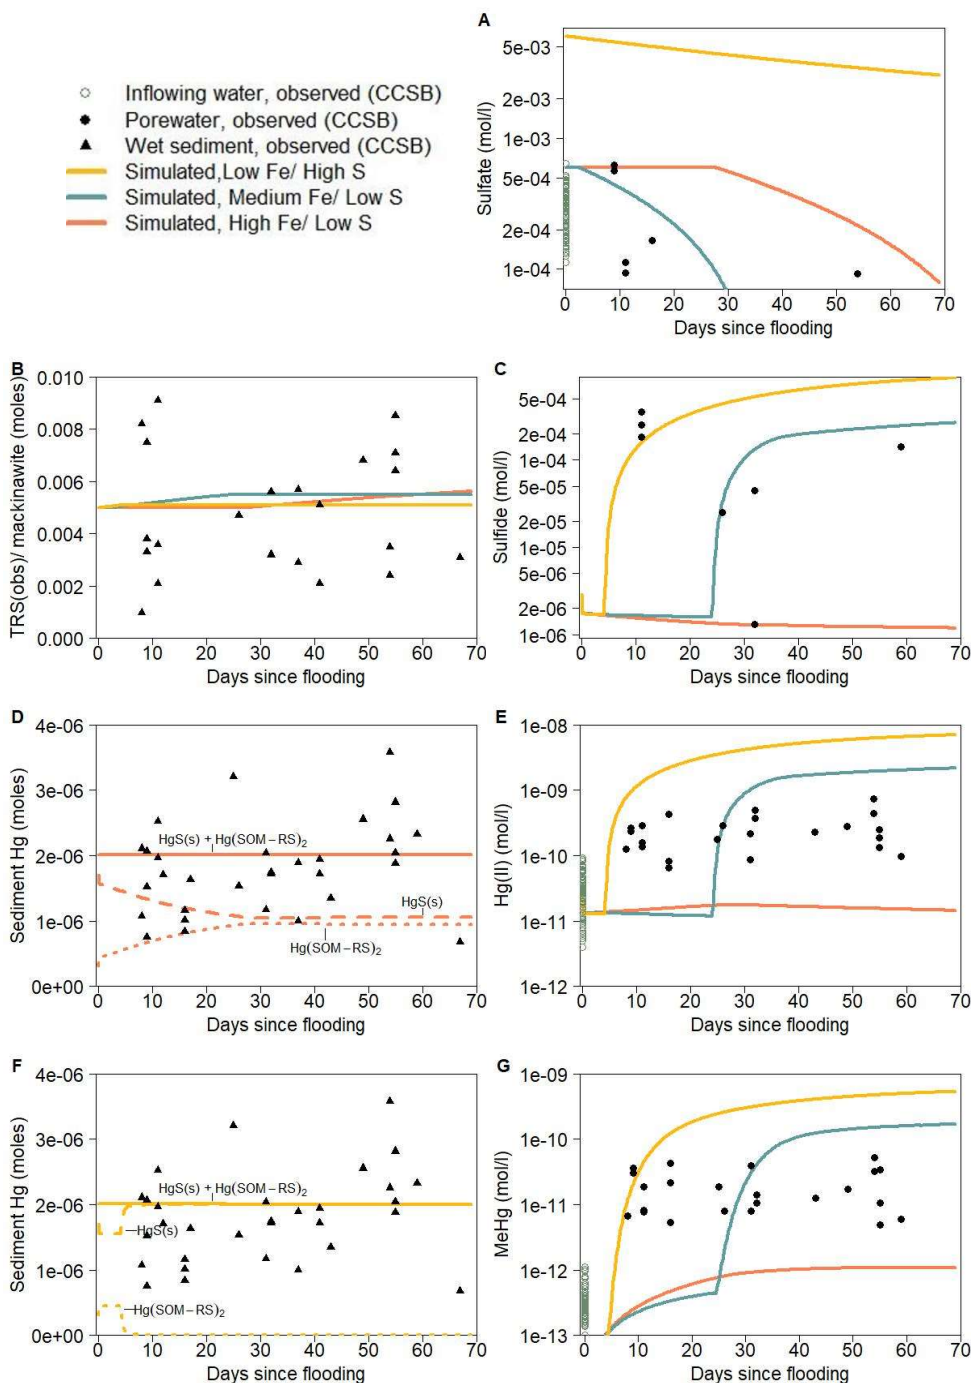 A
Inflowing water, observed (CCSB)
Porewater, observed (CCSB)
Wet sediment, observed (CCSB)
Simulated,Low Fe/ High S
Simulated, Medium Fe/ Low S
Simulated, High Fe/ Low S
Sulfate (mol/l)
5e-03
2e-03
1e-03
5e-04
2e-04
1e-04
0 10 20 30 40 50 60 70
Days since flooding
B
TRS(obs)/ mackinawite (moles)
0.010
0.008
0.006
0.004
0.002
0.000
0 10 20 30 40 50 60 70
Days since flooding
C
Sulfide (mol/l)
5e-04
2e-04
1e-04
5e-05
2e-05
1e-05
5e-06
2e-06
1e-06
0 10 20 30 40 50 60 70
Days since flooding
D
Sediment Hg (moles)
4e-06
3e-06
2e-06
1e-06
0e+00
HgS(s) + Hg(SOM−RS)2
HgS(s)
Hg(SOM−RS)2
0 10 20 30 40 50 60 70
Days since flooding
E
Hg(II) (mol/l)
1e-08
1e-09
1e-10
1e-11
1e-12
0 10 20 30 40 50 60 70
Days since flooding
F
Sediment Hg (moles)
4e-06
3e-06
2e-06
1e-06
0e+00
HgS(s) + Hg(SOM−RS)2
HgS(s)
Hg(SOM−RS)2
0 10 20 30 40 50 60 70
Days since flooding
G
MeHg (mol/l)
1e-09
1e-10
1e-11
1e-12
1e-13
0 10 20 30 40 50 60 70
Days since flooding